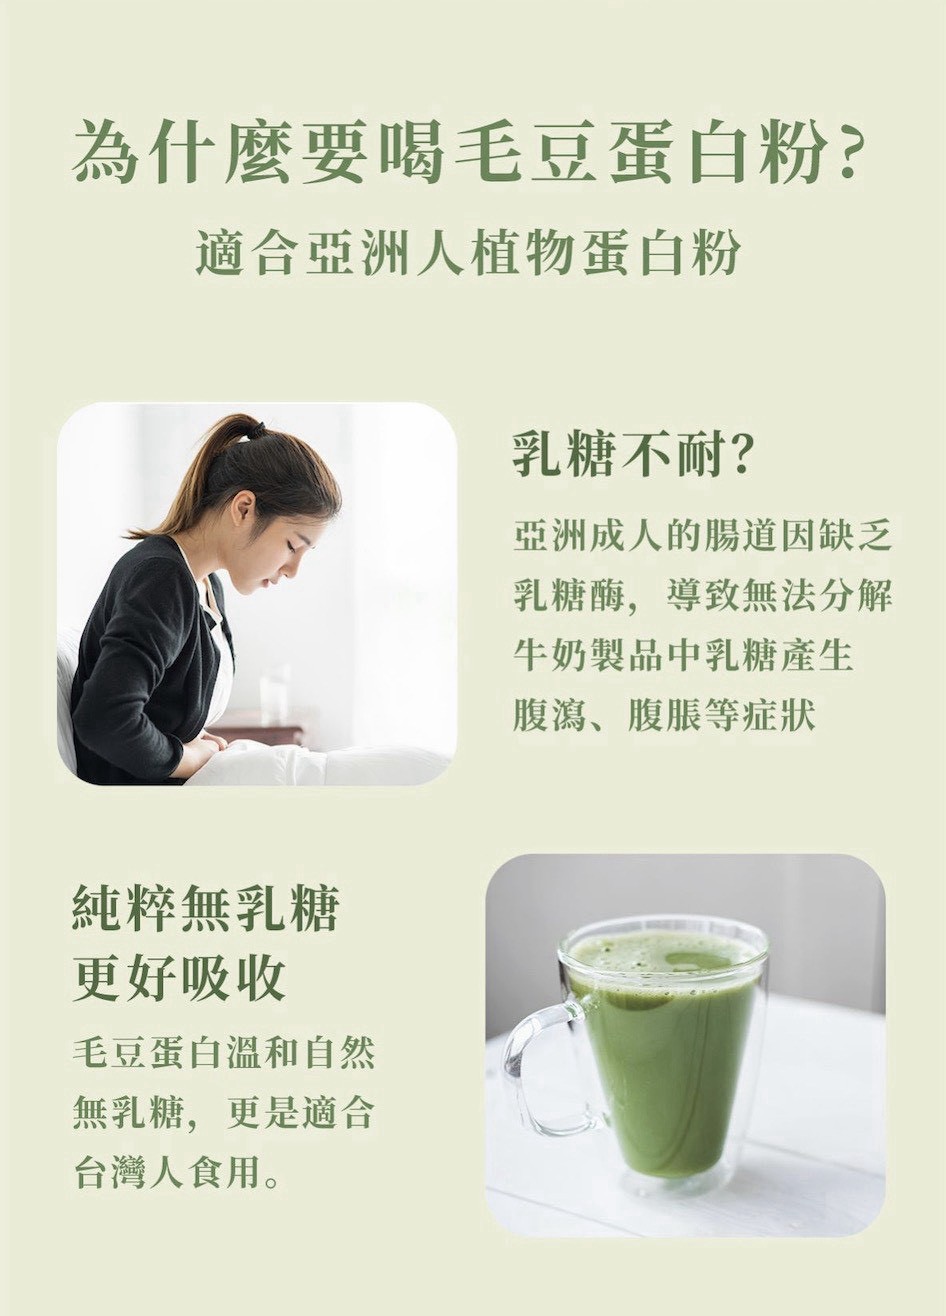 為什麼要喝毛豆蛋白粉?
適合亞洲人植物蛋白粉
乳糖不耐?
亞洲成人的腸道因缺乏
乳糖酶，導致無法分解
牛奶製品中乳糖產生
腹瀉、腹脹等症狀
純粹無乳糖
更好吸收
毛豆蛋白溫和自然
無乳糖，更是適合
台灣人食用。